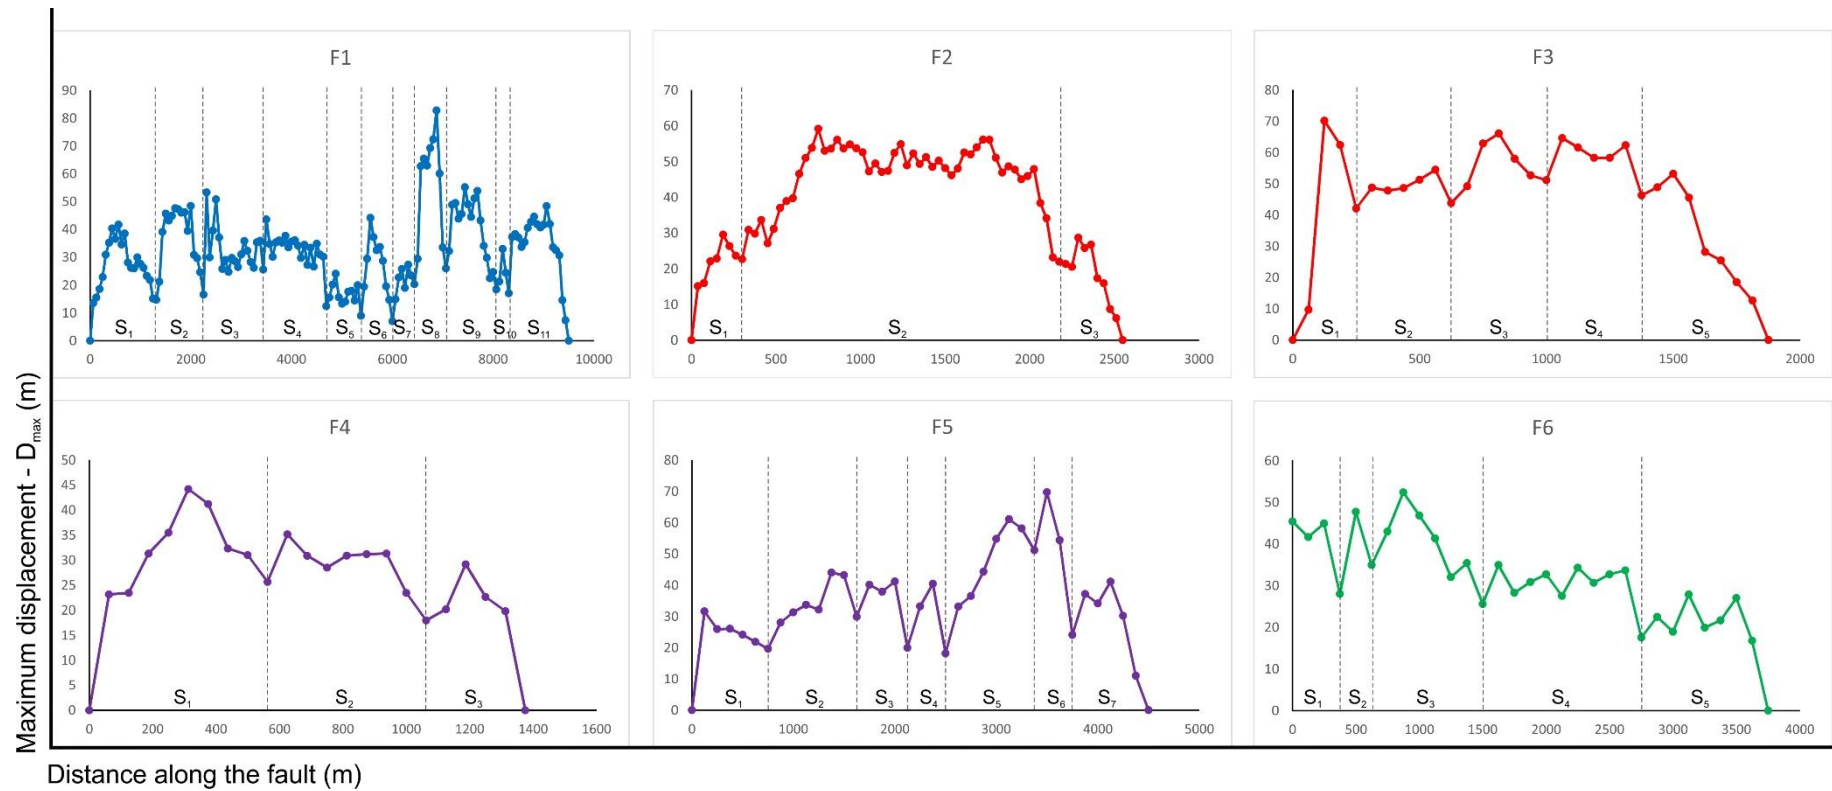 F1
90
80
70
60
50
40
30
20
10
0
S₁ S₂ S₃ S₄ S₅ S₆ S₇ S₈ S₉ S₁₀ S₁₁
0 2000 4000 6000 8000 10000
F2
70
60
50
40
30
20
10
0
S₁ S₂ S₃
0 500 1000 1500 2000 2500 3000
F3
80
70
60
50
40
30
20
10
0
S₁ S₂ S₃ S₄ S₅
0 500 1000 1500 2000
Maximum displacement - Dmax (m)
F4
50
45
40
35
30
25
20
15
10
5
0
S₁ S₂ S₃
0 200 400 600 800 1000 1200 1400 1600
F5
80
70
60
50
40
30
20
10
0
S₁ S₂ S₃ S₄ S₅ S₆ S₇
0 1000 2000 3000 4000 5000
F6
60
50
40
30
20
10
0
S₁ S₂ S₃ S₄ S₅
0 500 1000 1500 2000 2500 3000 3500 4000
Distance along the fault (m)